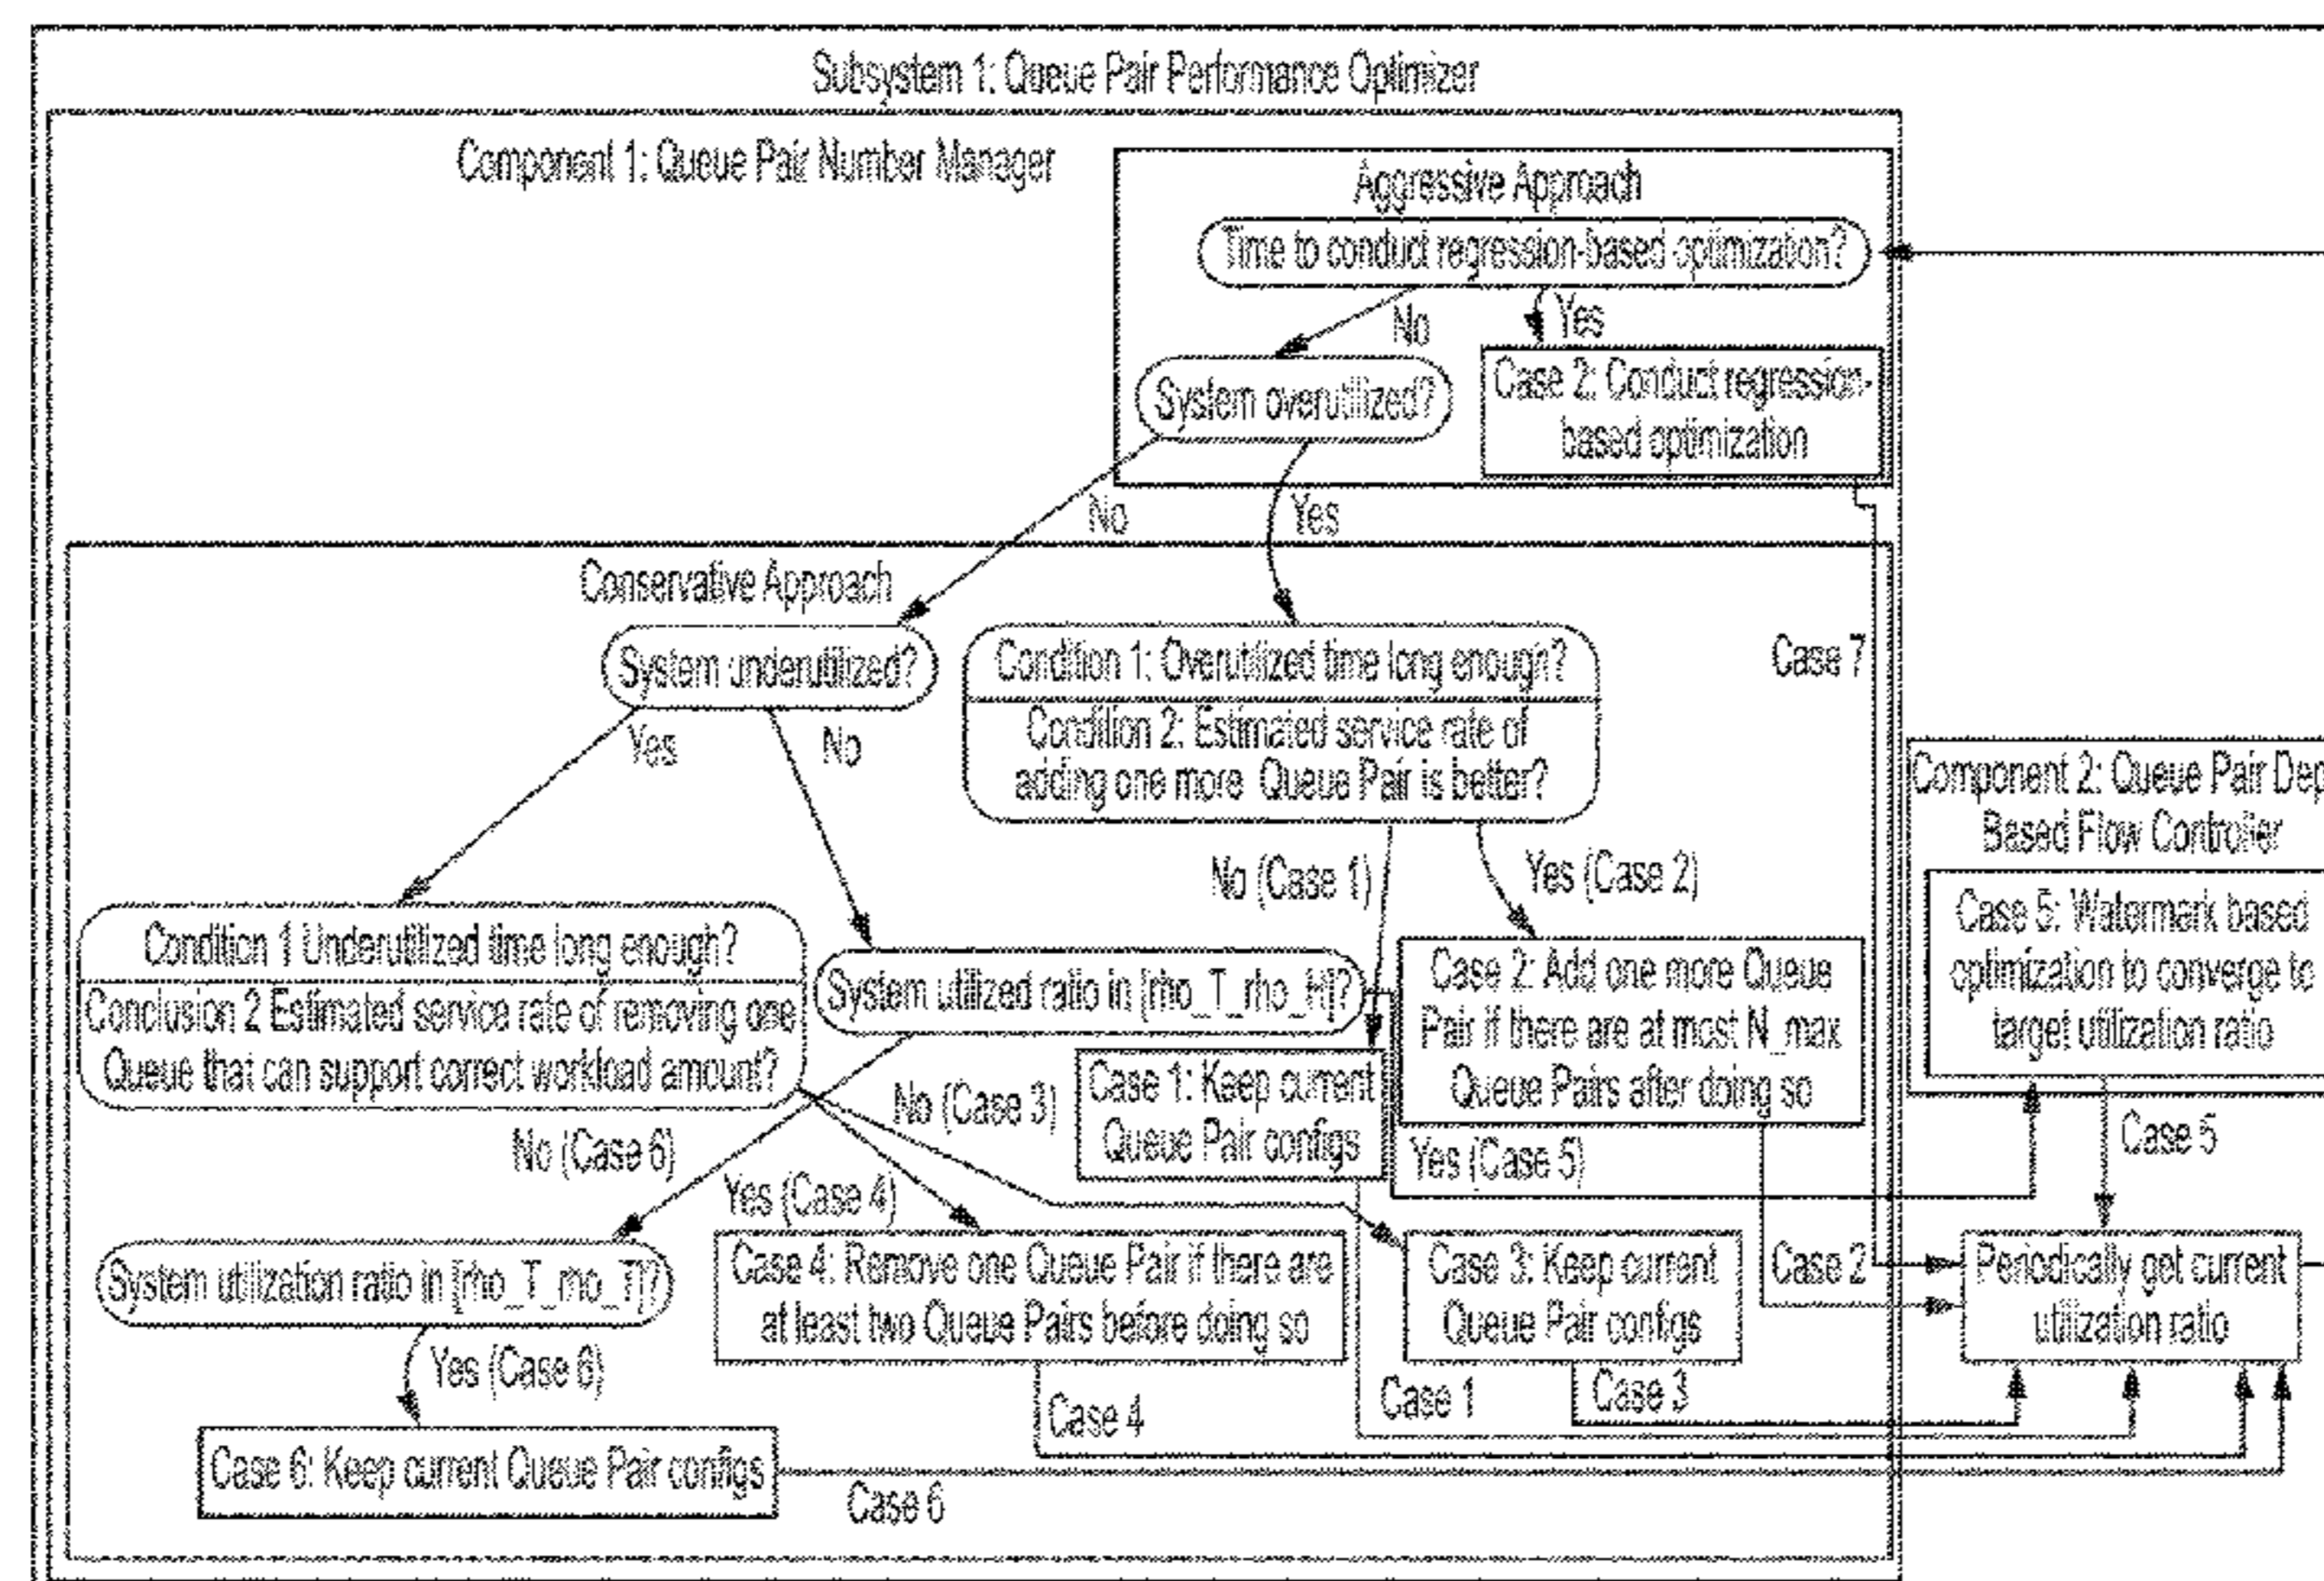 Subsystem 1: Queue Pair Performance Optimizer
Component 1: Queue Pair Number Manager
Aggressive Approach
Time to conduct regression-based optimization?
No
Yes
System overutilized?
Case 2: Conduct regression-
based optimization
No
Yes
Conservative Approach
System underutilized?
Condition 1: Overutilized time long enough?
Condition 2: Estimated service rate of
adding one more Queue Pair is better?
Case 7
Yes
No
No (Case 1)
Yes (Case 2)
Component 2: Queue Pair Dep
Based Flow Controller
Case 5: Watermark based
optimization to converge to
target utilization ratio
Condition 1 Underutilized time long enough?
Conclusion 2 Estimated service rate of removing one
Queue that can support correct workload amount?
System utilized ratio in [rho_T_rho_H]?
Case 2: Add one more Queue
Pair if there are at most N_max
Queue Pairs after doing so
Case 1: Keep current
Queue Pair configs
No (Case 3)
No (Case 6)
Yes (Case 4)
Yes (Case 5)
Case 5
System utilization ratio in [rho_T_rho_T]?
Case 4: Remove one Queue Pair if there are
at least two Queue Pairs before doing so
Case 3: Keep current
Queue Pair configs
Case 2
Periodically get current
utilization ratio
Yes (Case 6)
Case 4
Case 1
Case 3
Case 6: Keep current Queue Pair configs
Case 6